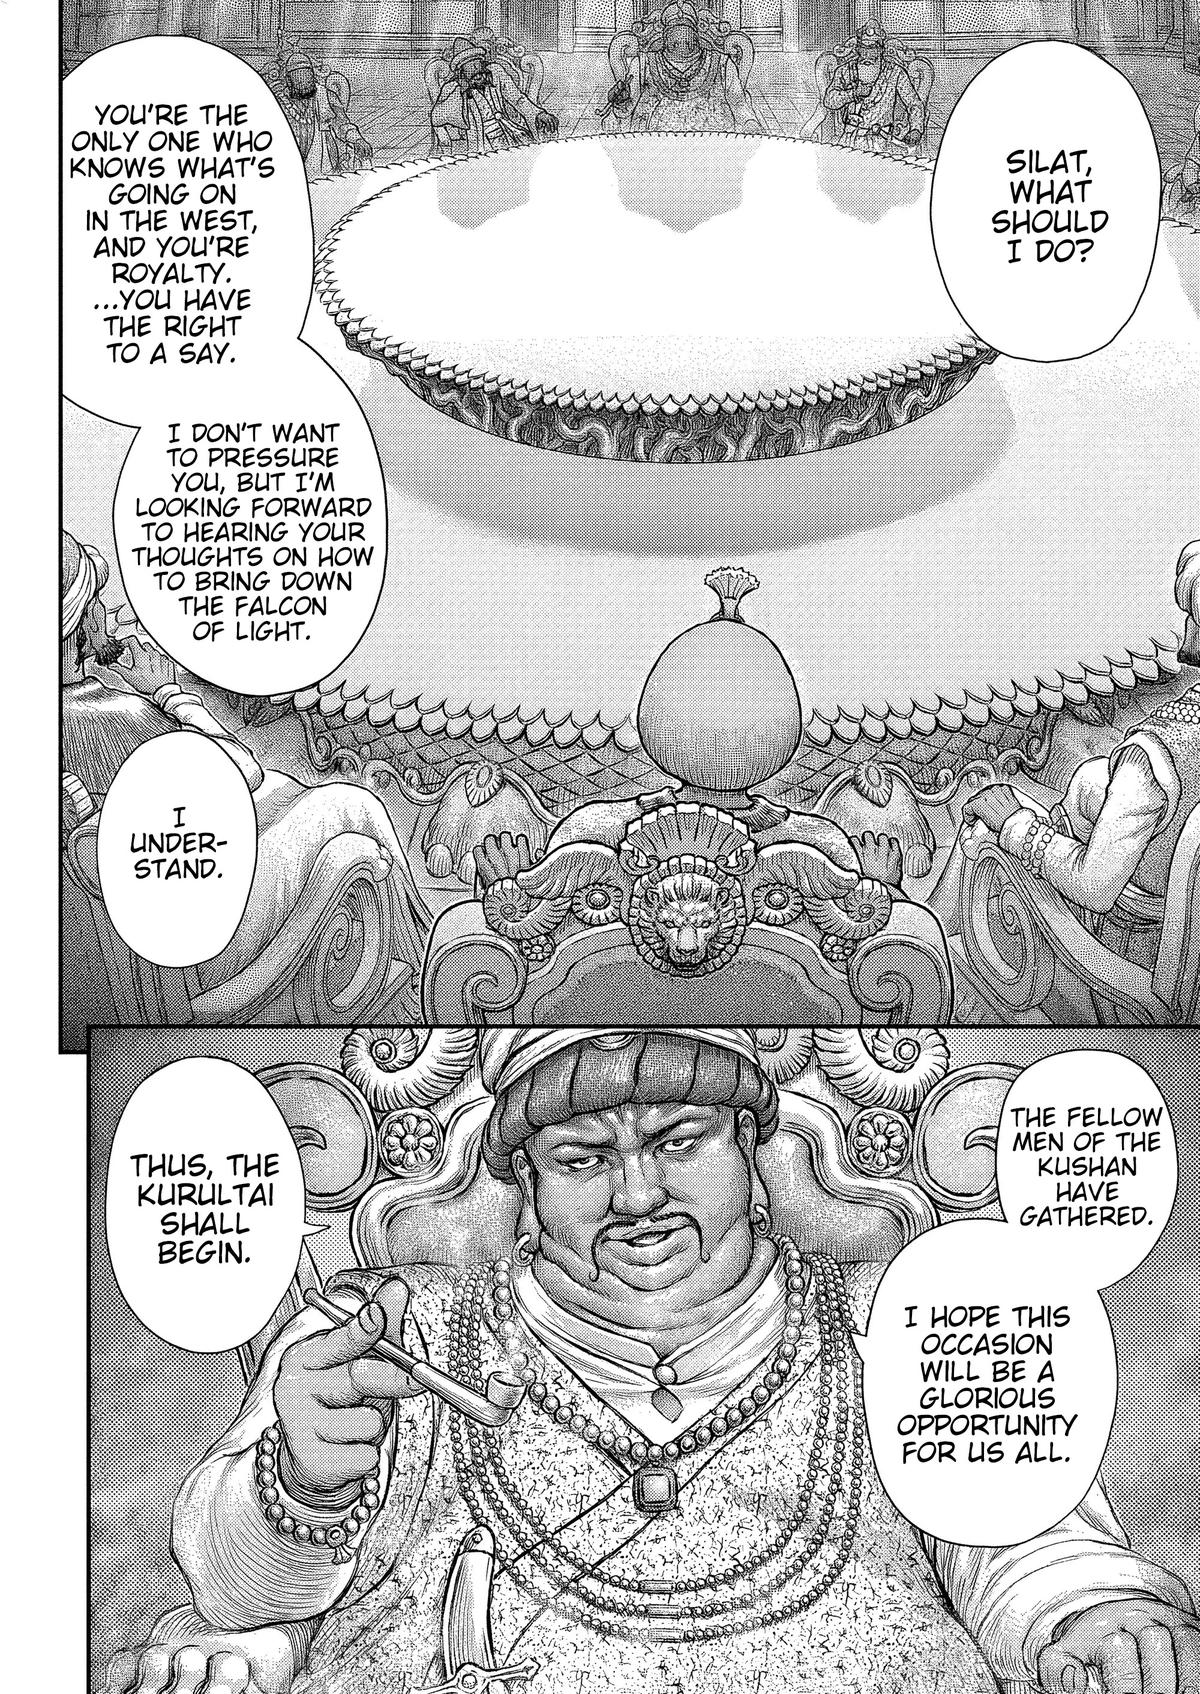 SILAT,
WHAT
SHOULD
I DO?
YOU'RE THE
ONLY ONE WHO
KNOWS WHAT'S
GOING ON
IN THE WEST,
AND YOU'RE
ROYALTY.
...YOU HAVE
THE RIGHT
TO A SAY.
I DON'T WANT
TO PRESSURE
YOU, BUT I'M
LOOKING FORWARD
TO HEARING YOUR
THOUGHTS ON HOW
TO BRING DOWN
THE FALCON
OF LIGHT.
I
UNDER-
STAND.
THE FELLOW
MEN OF THE
KUSHAN
HAVE
GATHERED.
I HOPE THIS
OCCASION
WILL BE A
GLORIOUS
OPPORTUNITY
FOR US ALL.
THUS, THE
KURULTAI
SHALL
BEGIN.